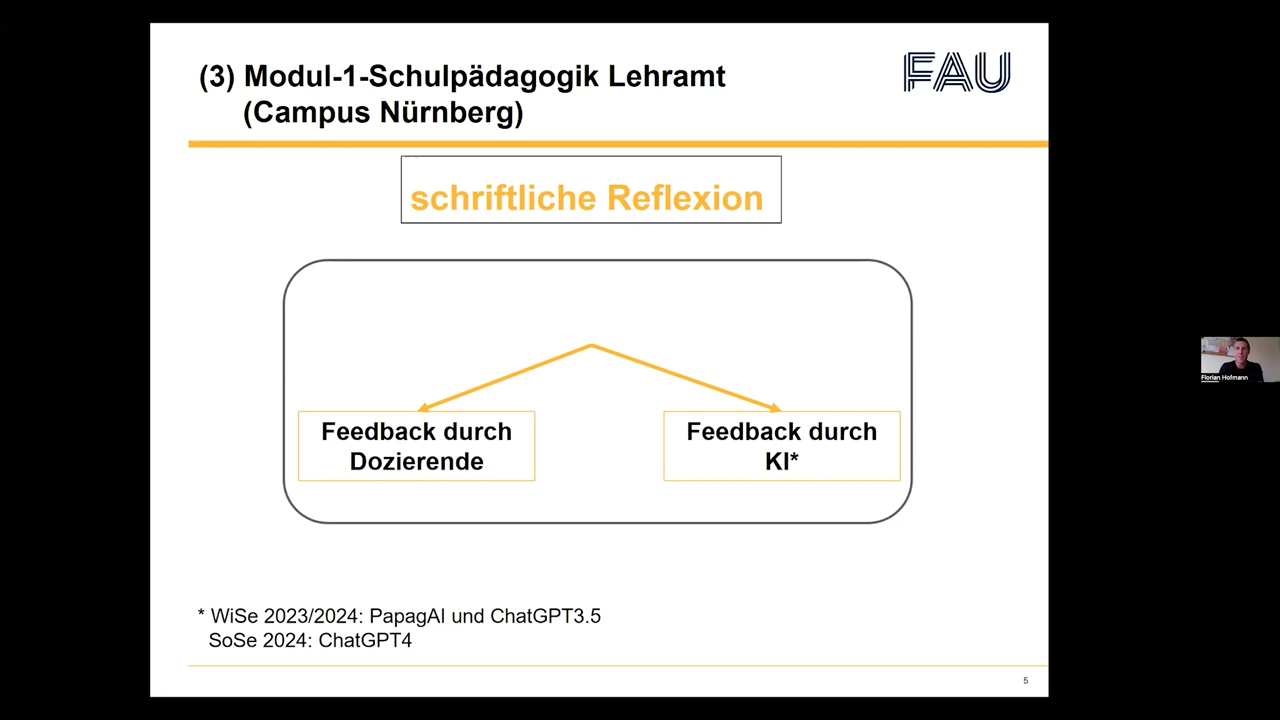 (3) Modul-1-Schulpädagogik Lehramt
(Campus Nürnberg)
FAU
schriftliche Reflexion
Feedback durch
Dozierende
Feedback durch
KI*
* WiSe 2023/2024: PapagAI und ChatGPT3.5
SoSe 2024: ChatGPT4
5
Florian Hofmann